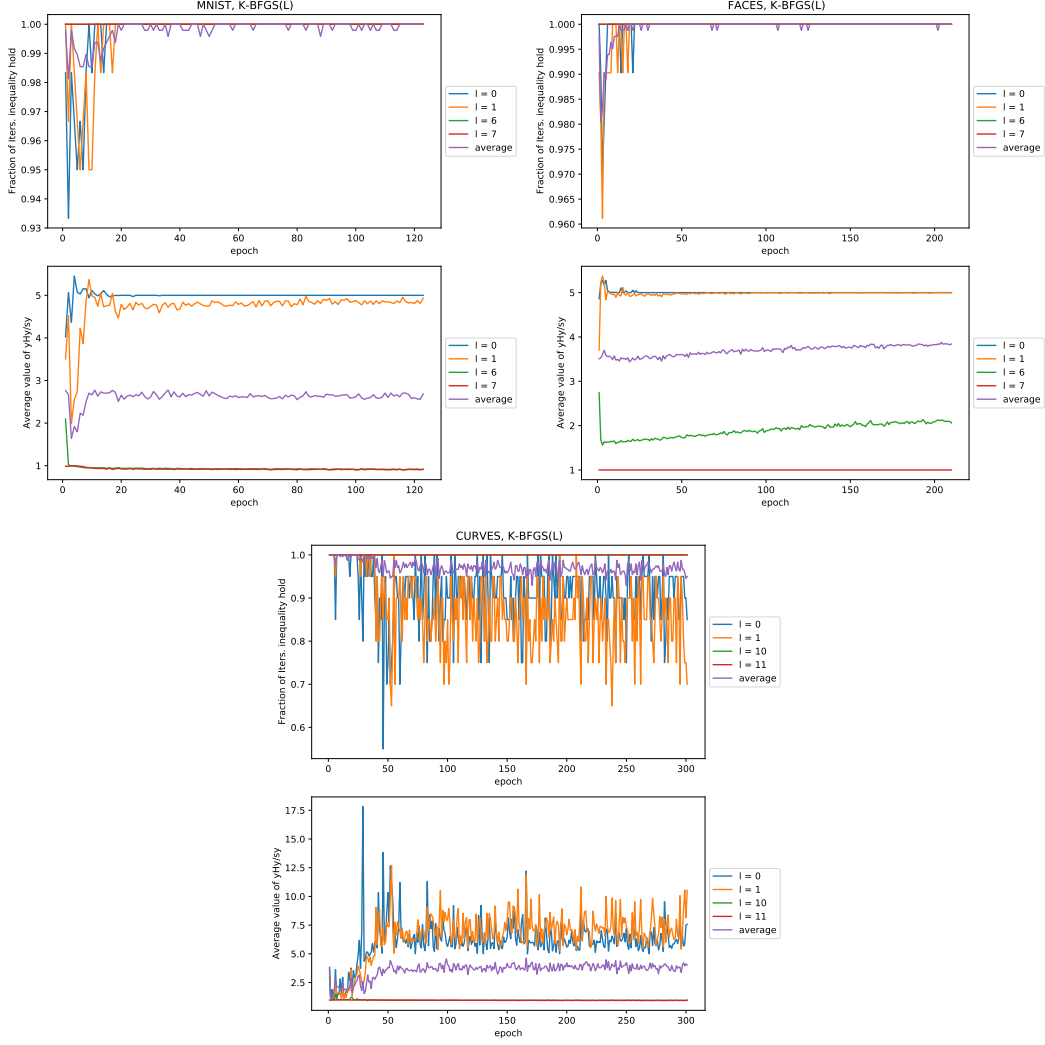 MNIST, K-BFGS(L)
1.00
0.99
0.98
0.97
0.96
0.95
0.94
0.93
Fraction of Iters. inequality hold
0 20 40 60 80 100 120
epoch
l = 0
l = 1
l = 6
l = 7
average
FACES, K-BFGS(L)
1.000
0.995
0.990
0.985
0.980
0.975
0.970
0.965
0.960
Fraction of Iters. inequality hold
0 50 100 150 200
epoch
l = 0
l = 1
l = 6
l = 7
average
5
4
3
2
1
Average value of yHy/sy
0 20 40 60 80 100 120
epoch
l = 0
l = 1
l = 6
l = 7
average
5
4
3
2
1
Average value of yHy/sy
0 50 100 150 200
epoch
l = 0
l = 1
l = 6
l = 7
average
CURVES, K-BFGS(L)
1.0
0.9
0.8
0.7
0.6
Fraction of Iters. inequality hold
0 50 100 150 200 250 300
epoch
l = 0
l = 1
l = 10
l = 11
average
17.5
15.0
12.5
10.0
7.5
5.0
2.5
Average value of yHy/sy
0 50 100 150 200 250 300
epoch
l = 0
l = 1
l = 10
l = 11
average